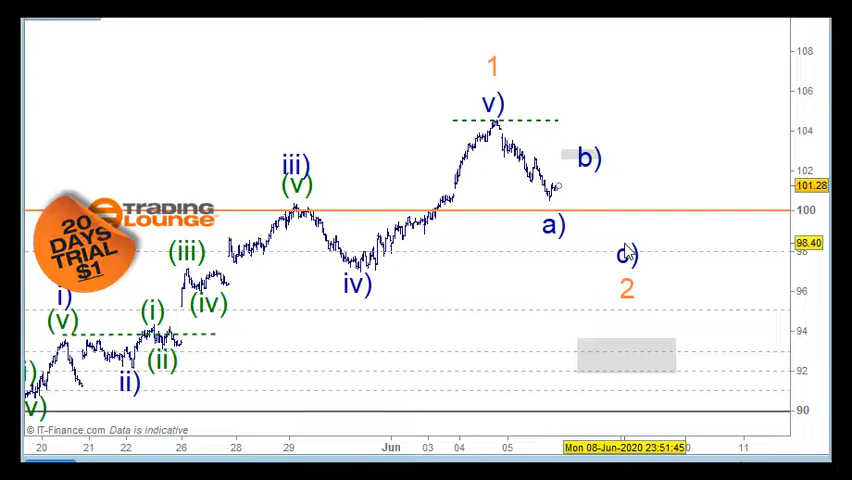 108
1
106
v)
104
iii)
(v)
b)
102
101.28
TRADING
LOUNGE
20
DAYS
TRIAL
$1
100
a)
(iii)
c)
98.40
98
iv)
2
i)
(iv)
96
(i)
(v)
94
(ii)
ii)
92
v)
90
© IT-Finance.com Data is indicative
20 21 22 26 28 29 Jun 03 04 05 Mon 08-Jun-2020 23:51:45 0 11